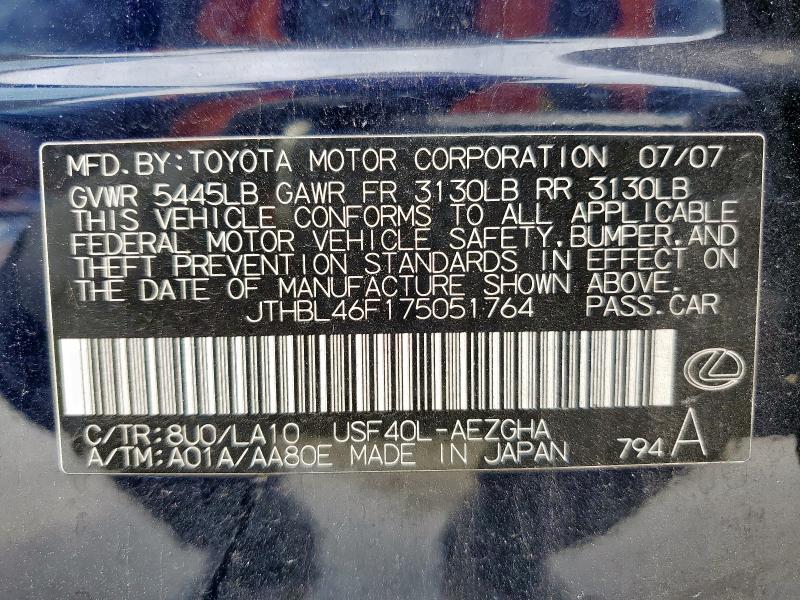 MFD.BY:TOYOTA MOTOR CORPORATION 07/07
GVWR 5445LB GAWR FR 3130LB RR 3130LB
THIS VEHICLE CONFORMS TO ALL APPLICABLE
FEDERAL MOTOR VEHICLE SAFETY,BUMPER,AND
THEFT PREVENTION STANDARDS IN EFFECT ON
THE DATE OF MANUFACTURE SHOWN ABOVE.
JTHBL46F175051764 PASS.CAR
C/TR:8U0/LA10 USF40L-AEZGHA
A/TM:A01A/AA80E MADE IN JAPAN 794 A